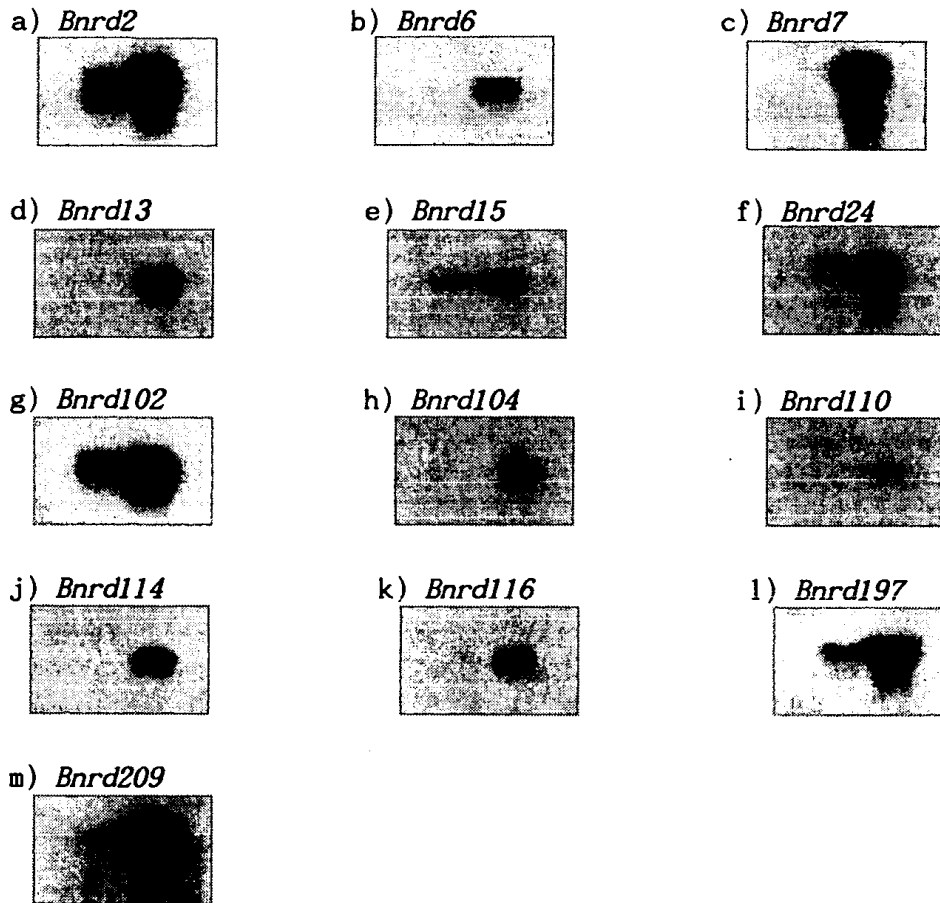 a) Bnrd2
b) Bnrd6
c) Bnrd7
d) Bnrd13
e) Bnrd15
f) Bnrd24
g) Bnrd102
h) Bnrd104
i) Bnrd110
j) Bnrd114
k) Bnrd116
l) Bnrd197
m) Bnrd209